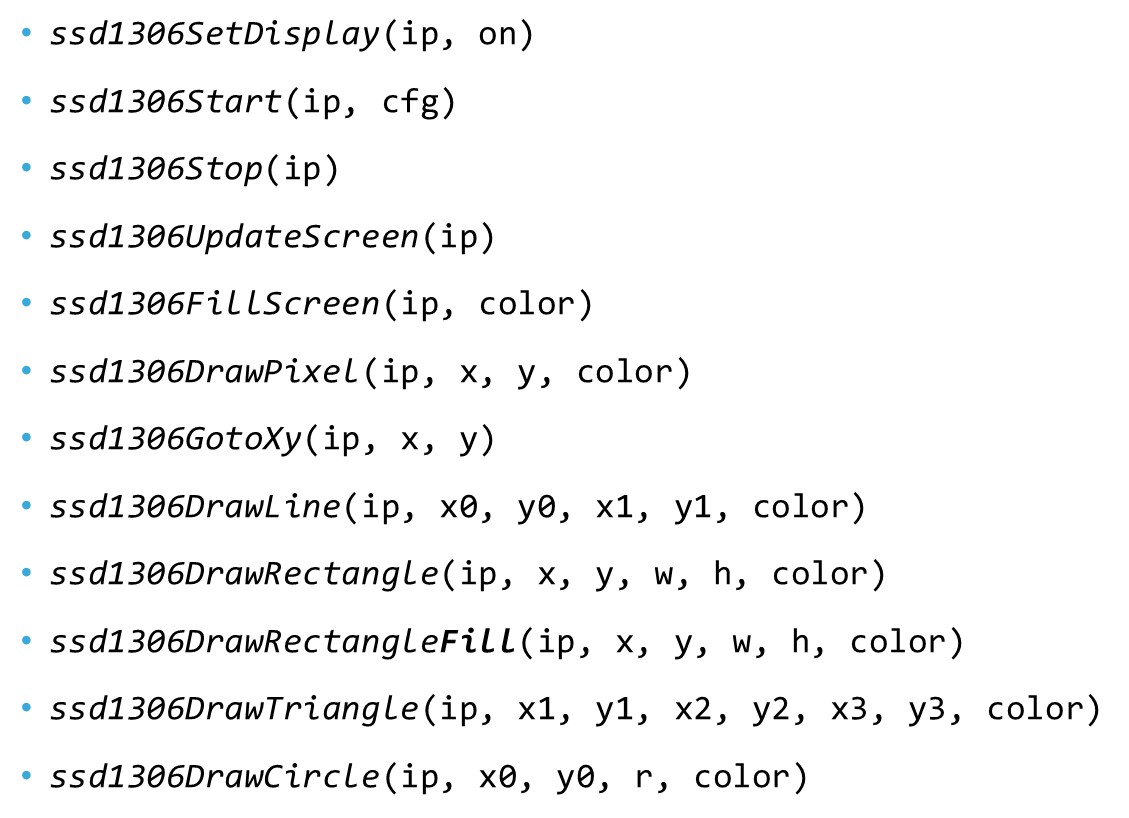 • ssd1306SetDisplay(ip, on)
• ssd1306Start(ip, cfg)
• ssd1306Stop(ip)
• ssd1306UpdateScreen(ip)
• ssd1306FillScreen(ip, color)
• ssd1306DrawPixel(ip, x, y, color)
• ssd1306GotoXy(ip, x, y)
• ssd1306DrawLine(ip, x0, y0, x1, y1, color)
• ssd1306DrawRectangle(ip, x, y, w, h, color)
• ssd1306DrawRectangleFill(ip, x, y, w, h, color)
• ssd1306DrawTriangle(ip, x1, y1, x2, y2, x3, y3, color)
• ssd1306DrawCircle(ip, x0, y0, r, color)